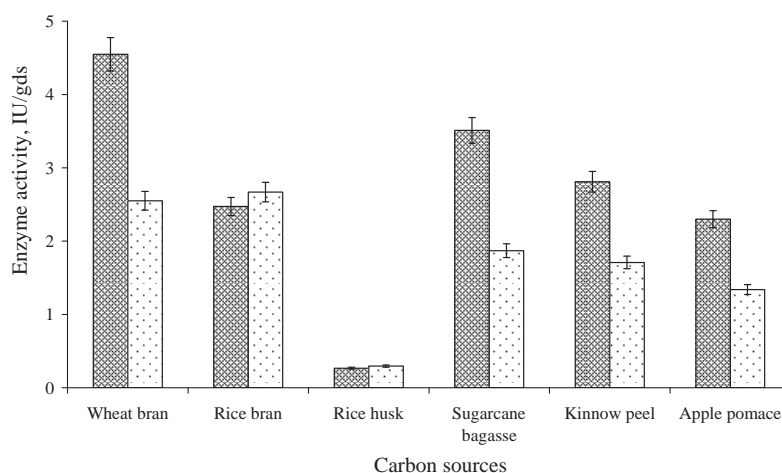 Enzyme activity, IU/gds
5
4
3
2
1
0
Wheat bran
Rice bran
Rice husk
Sugarcane
bagasse
Kinnow peel
Apple pomace
Carbon sources